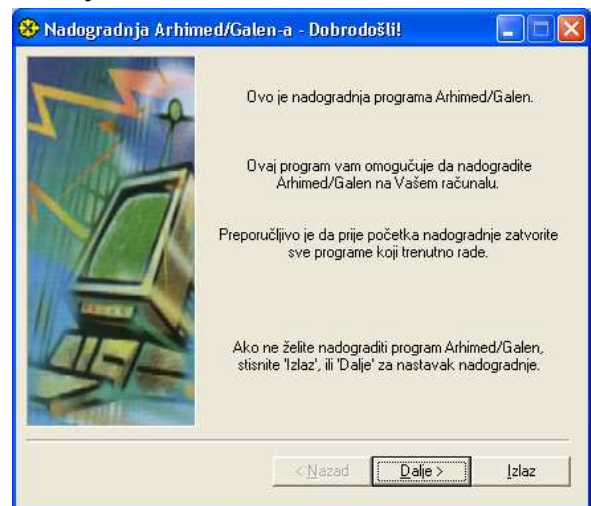 Nadogradnja Arhimed/Galen-a - Dobrodošli!
Ovo je nadogradnja programa Arhimed/Galen.
Ovaj program vam omogučuje da nadogradite
Arhimed/Galen na Vašem računalu.
Preporučljivo je da prije početka nadogradnje zatvorite
sve programe koji trenutno rade.
Ako ne želite nadograditi program Arhimed/Galen,
stisnite 'Izlaz', ili 'Dalje' za nastavak nadogradnje.
< Nazad
Dalje >
Izlaz